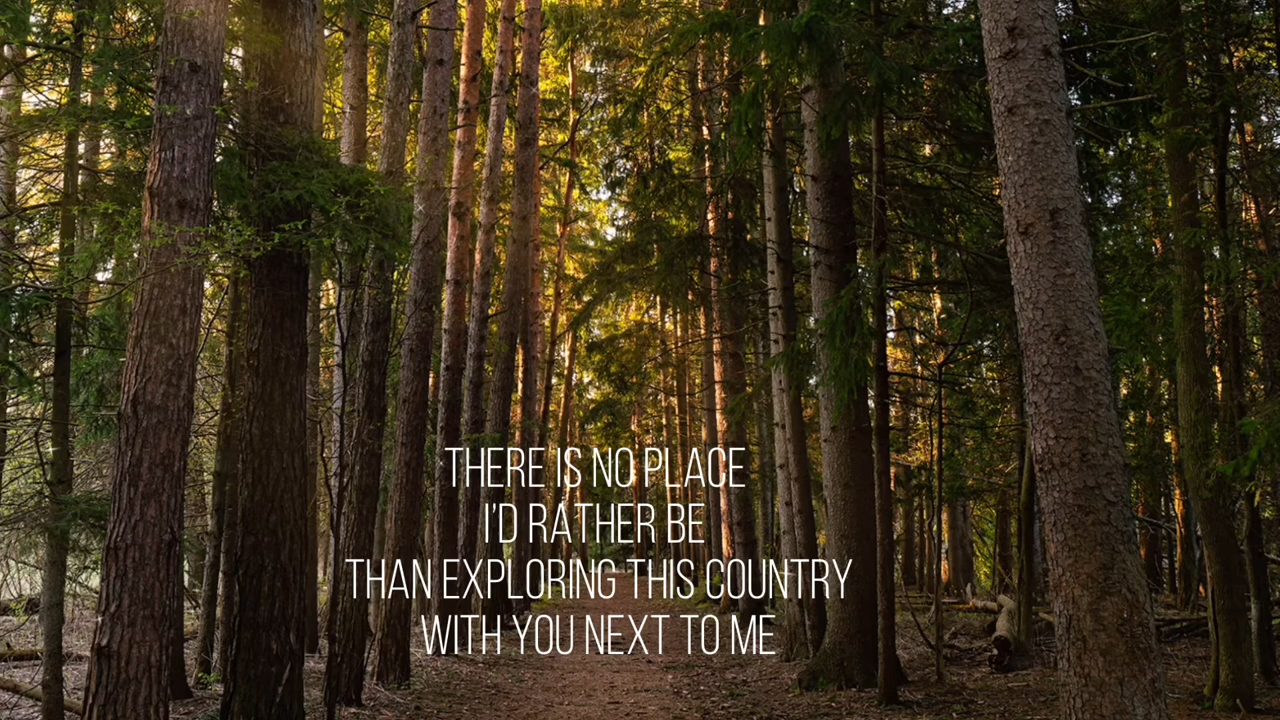 THERE IS NO PLACE
I'D RATHER BE
THAN EXPLORING THIS COUNTRY
WITH YOU NEXT TO ME